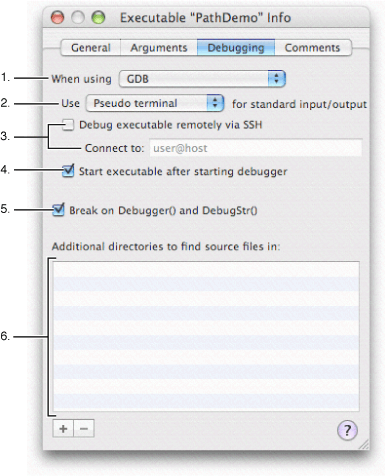 Executable “PathDemo” Info
General Arguments Debugging Comments
1. When using GDB
2. Use Pseudo terminal for standard input/output
3. Debug executable remotely via SSH
Connect to: user@host
4. Start executable after starting debugger
5. Break on Debugger() and DebugStr()
Additional directories to find source files in:
6.
+ − ?